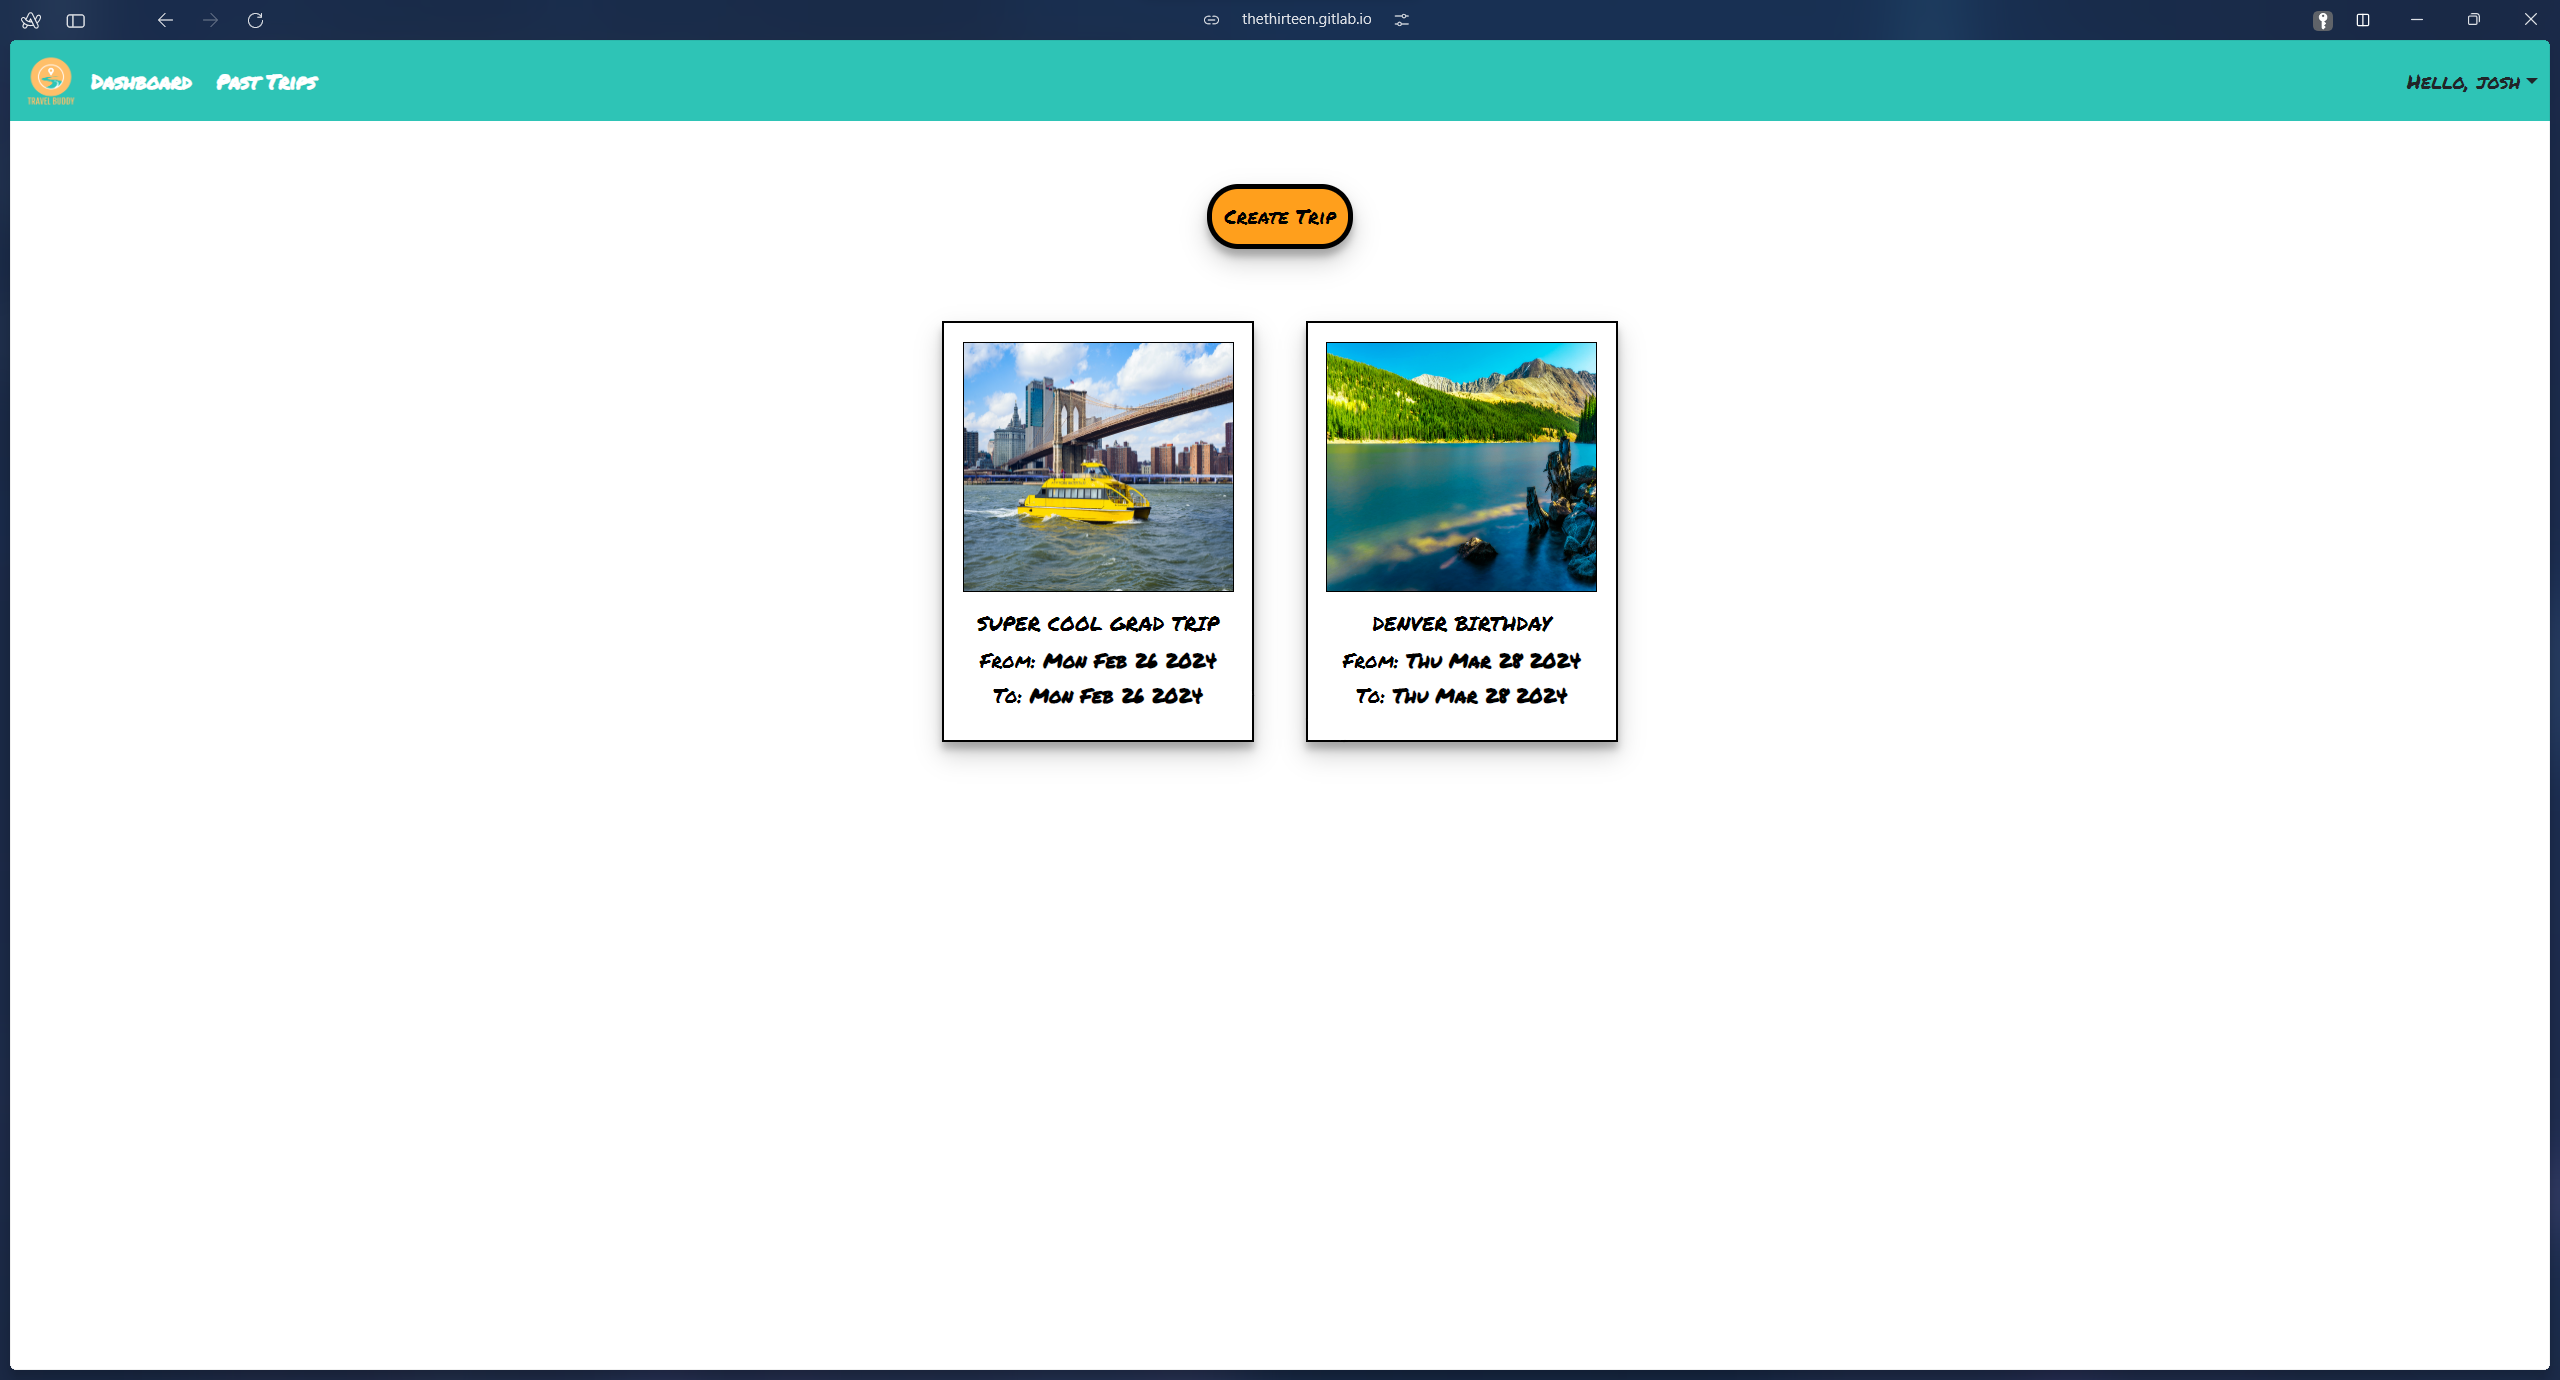 thethirteen.gitlab.io
TRAVEL BUDDY
Dashboard Past Trips
Hello, josh
Create Trip
SUPER COOL GRAD TRIP
From: Mon Feb 26 2024
To: Mon Feb 26 2024
DENVER BIRTHDAY
From: Thu Mar 28 2024
To: Thu Mar 28 2024